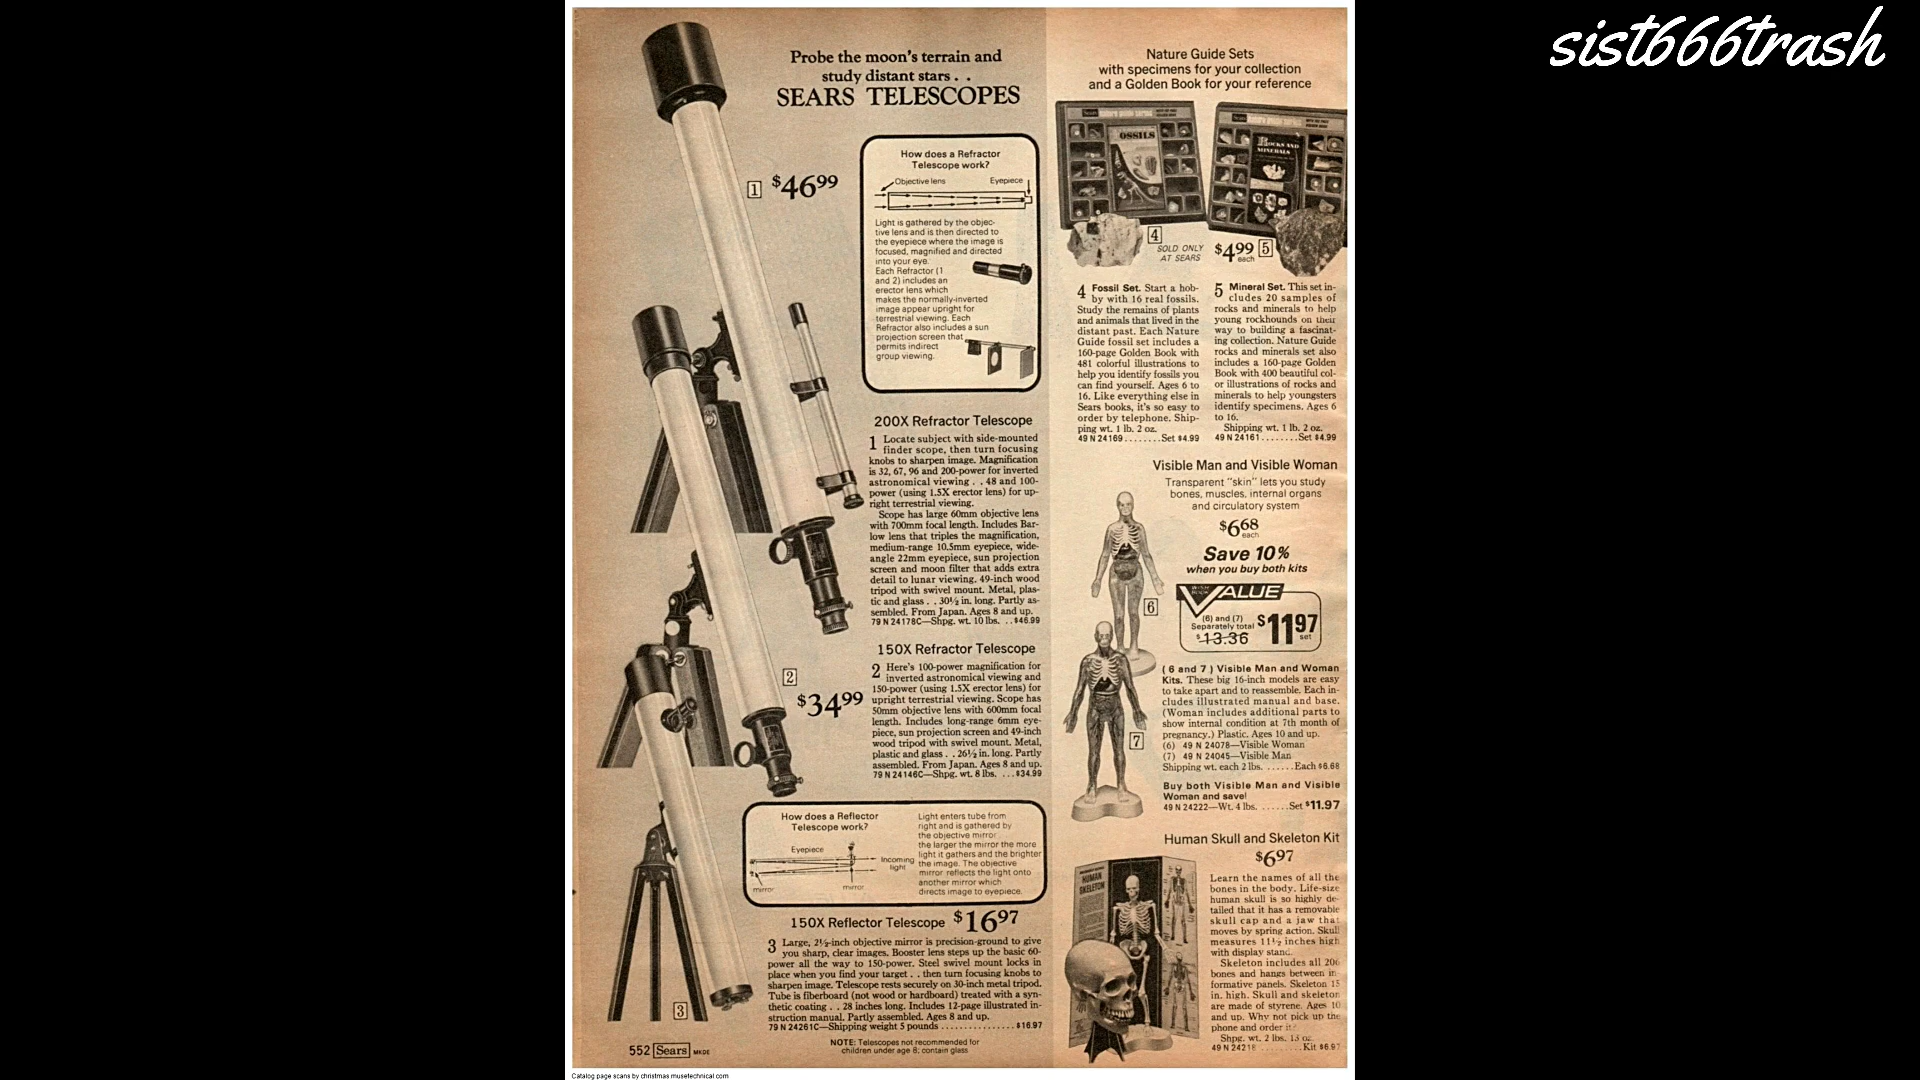 sist666trash
Probe the moon's terrain and
study distant stars . .
SEARS TELESCOPES
1 $46⁹⁹
How does a Refractor
Telescope work?
Objective lens Eyepiece
Light is gathered by the objec-
tive lens and is then directed to
the eyepiece where the image is
focused, magnified and directed
into your eye.
Each Refractor (1
and 2) includes an
erector lens which
makes the normally-inverted
image appear upright for
terrestrial viewing. Each
Refractor also includes a sun
projection screen that
permits indirect
group viewing.
200X Refractor Telescope
1 Locate subject with side-mounted
finder scope, then turn focusing
knobs to sharpen image. Magnification
is 32, 67, 96 and 200-power for inverted
astronomical viewing . . 48 and 100-
power (using 1.5X erector lens) for up-
right terrestrial viewing.
Scope has large 60mm objective lens
with 700mm focal length. Includes Bar-
low lens that triples the magnification,
medium-range 10.5mm eyepiece, wide-
angle 22mm eyepiece, sun projection
screen and moon filter that adds extra
detail to lunar viewing. 49-inch wood
tripod with swivel mount. Metal, plas-
tic and glass . . 30½ in. long. Partly as-
sembled. From Japan. Ages 8 and up.
79 N 24178C—Shpg. wt. 10 lbs. . . $46.99
150X Refractor Telescope
2 Here's 100-power magnification for
inverted astronomical viewing and
150-power (using 1.5X erector lens) for
upright terrestrial viewing. Scope has
50mm objective lens with 600mm focal
length. Includes long-range 6mm eye-
piece, sun projection screen and 49-inch
wood tripod with swivel mount. Metal,
plastic and glass . . 26½ in. long. Partly
assembled. From Japan. Ages 8 and up.
79 N 24146C—Shpg. wt. 8 lbs. . . . $34.99
2
$34⁹⁹
How does a Reflector
Telescope work?
Eyepiece
Incoming
light
mirror mirror
Light enters tube from
right and is gathered by
the objective mirror
the larger the mirror the more
light it gathers and the brighter
the image. The objective
mirror reflects the light onto
another mirror which
directs image to eyepiece.
150X Reflector Telescope $16⁹⁷
3 Large, 2½-inch objective mirror is precision-ground to give
you sharp, clear images. Booster lens steps up the basic 60-
power all the way to 150-power. Steel swivel mount locks in
place when you find your target . . then turn focusing knobs to
sharpen image. Telescope rests securely on 30-inch metal tripod.
Tube is fiberboard (not wood or hardboard) treated with a syn-
thetic coating . . 28 inches long. Includes 12-page illustrated in-
struction manual. Partly assembled. Ages 8 and up.
79 N 24261C—Shipping weight 5 pounds . . . . . . . . . . . . . . . . $16.97
3
NOTE: Telescopes not recommended for
children under age 8; contain glass
552 Sears MKDE
Nature Guide Sets
with specimens for your collection
and a Golden Book for your reference
FOSSILS
ROCKS AND
MINERALS
4
SOLD ONLY
AT SEARS
$4⁹⁹
each
5
4 Fossil Set. Start a hob-
by with 16 real fossils.
Study the remains of plants
and animals that lived in the
distant past. Each Nature
Guide fossil set includes a
160-page Golden Book with
481 colorful illustrations to
help you identify fossils you
can find yourself. Ages 6 to
16. Like everything else in
Sears books, it's so easy to
order by telephone. Ship-
ping wt. 1 lb. 2 oz.
49 N 24169 . . . . . . . . Set $4.99
5 Mineral Set. This set in-
cludes 20 samples of
rocks and minerals to help
young rockhounds on their
way to building a fascinat-
ing collection. Nature Guide
rocks and minerals set also
includes a 160-page Golden
Book with 400 beautiful col-
or illustrations of rocks and
minerals to help youngsters
identify specimens. Ages 6
to 16.
Shipping wt. 1 lb. 2 oz.
49 N 24161 . . . . . . . . Set $4.99
Visible Man and Visible Woman
Transparent "skin" lets you study
bones, muscles, internal organs
and circulatory system
$6⁶⁸
each
Save 10%
when you buy both kits
WISH BOOK VALUE
(6) and (7)
Separately total
$13.36
$11⁹⁷
set
6
7
( 6 and 7 ) Visible Man and Woman
Kits. These big 16-inch models are easy
to take apart and to reassemble. Each in-
cludes illustrated manual and base.
(Woman includes additional parts to
show internal condition at 7th month of
pregnancy.) Plastic. Ages 10 and up.
(6) 49 N 24078—Visible Woman
(7) 49 N 24045—Visible Man
Shipping wt. each 2 lbs. . . . . . . Each $6.68
Buy both Visible Man and Visible
Woman and save!
49 N 24222—Wt. 4 lbs. . . . . . . Set $11.97
Human Skull and Skeleton Kit
$6⁹⁷
HUMAN
SKELETON
Learn the names of all the
bones in the body. Life-size
human skull is so highly de-
tailed that it has a removable
skull cap and a jaw that
moves by spring action. Skull
measures 11½ inches high
with display stand.
Skeleton includes all 206
bones and hangs between in-
formative panels. Skeleton 15
in. high. Skull and skeleton
are made of styrene. Ages 10
and up. Why not pick up the
phone and order it?
Shpg. wt. 2 lbs. 13 oz.
49 N 24218 . . . . . . . . . Kit $6.97
Catalog page scans by christmas.musetechnical.com